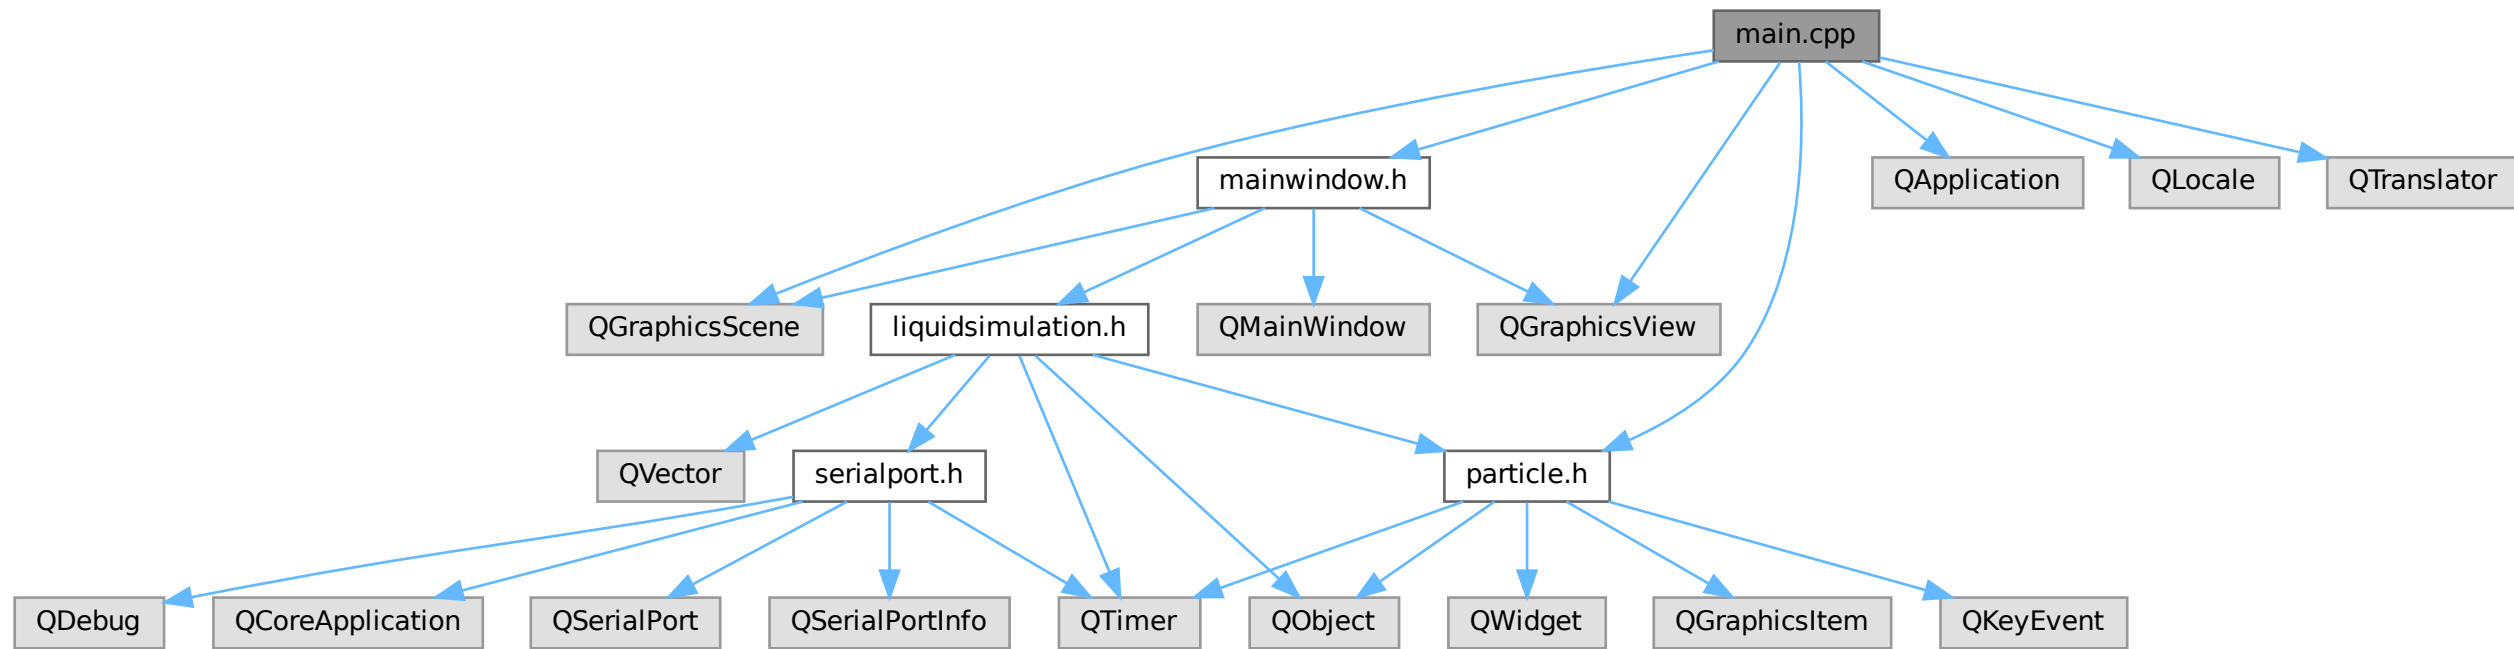 main.cpp
mainwindow.h
QApplication
QLocale
QTranslator
QGraphicsScene
liquidsimulation.h
QMainWindow
QGraphicsView
QVector
serialport.h
particle.h
QDebug
QCoreApplication
QSerialPort
QSerialPortInfo
QTimer
QObject
QWidget
QGraphicsItem
QKeyEvent